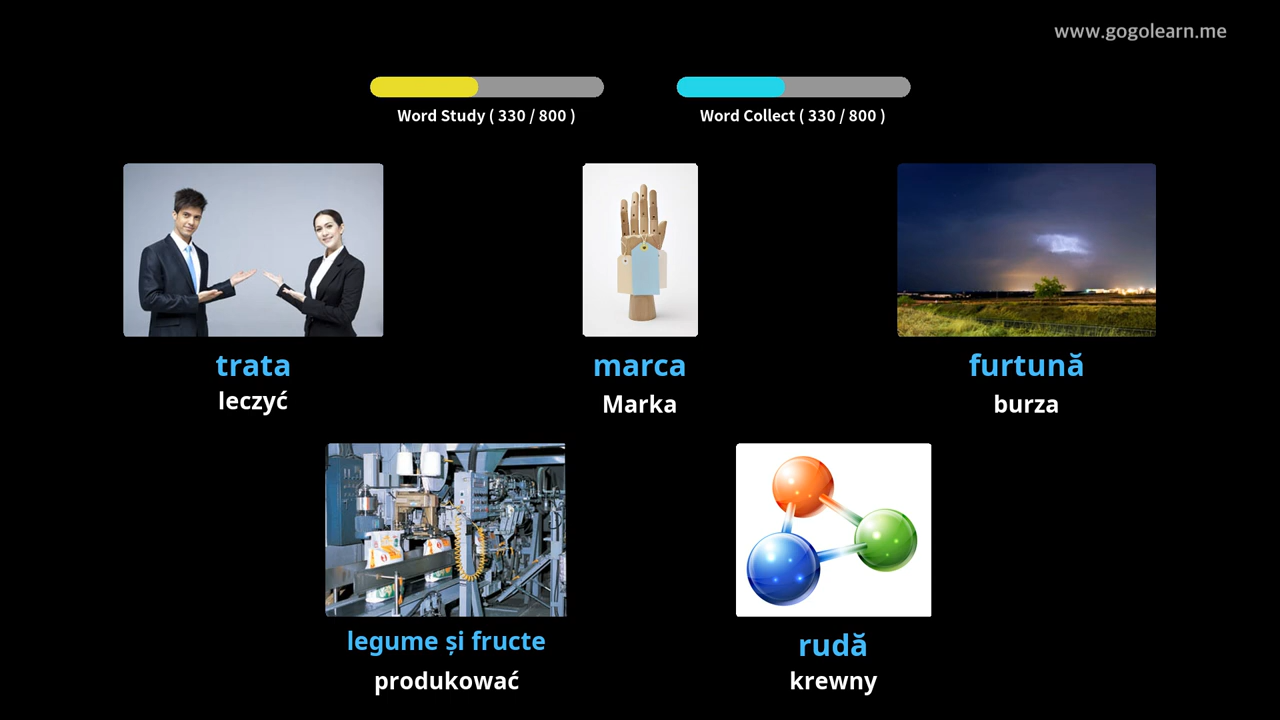 www.gogolearn.me
Word Study ( 330 / 800 )
Word Collect ( 330 / 800 )
trata
leczyć
marca
Marka
furtună
burza
legume și fructe
produkować
rudă
krewny